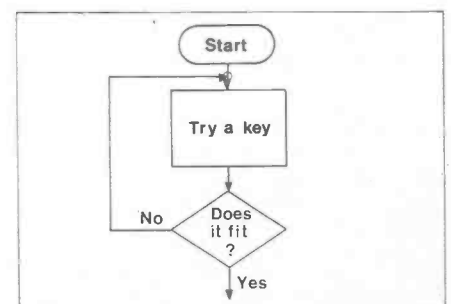 Start
Try a key
No
Does
it fit
?
Yes